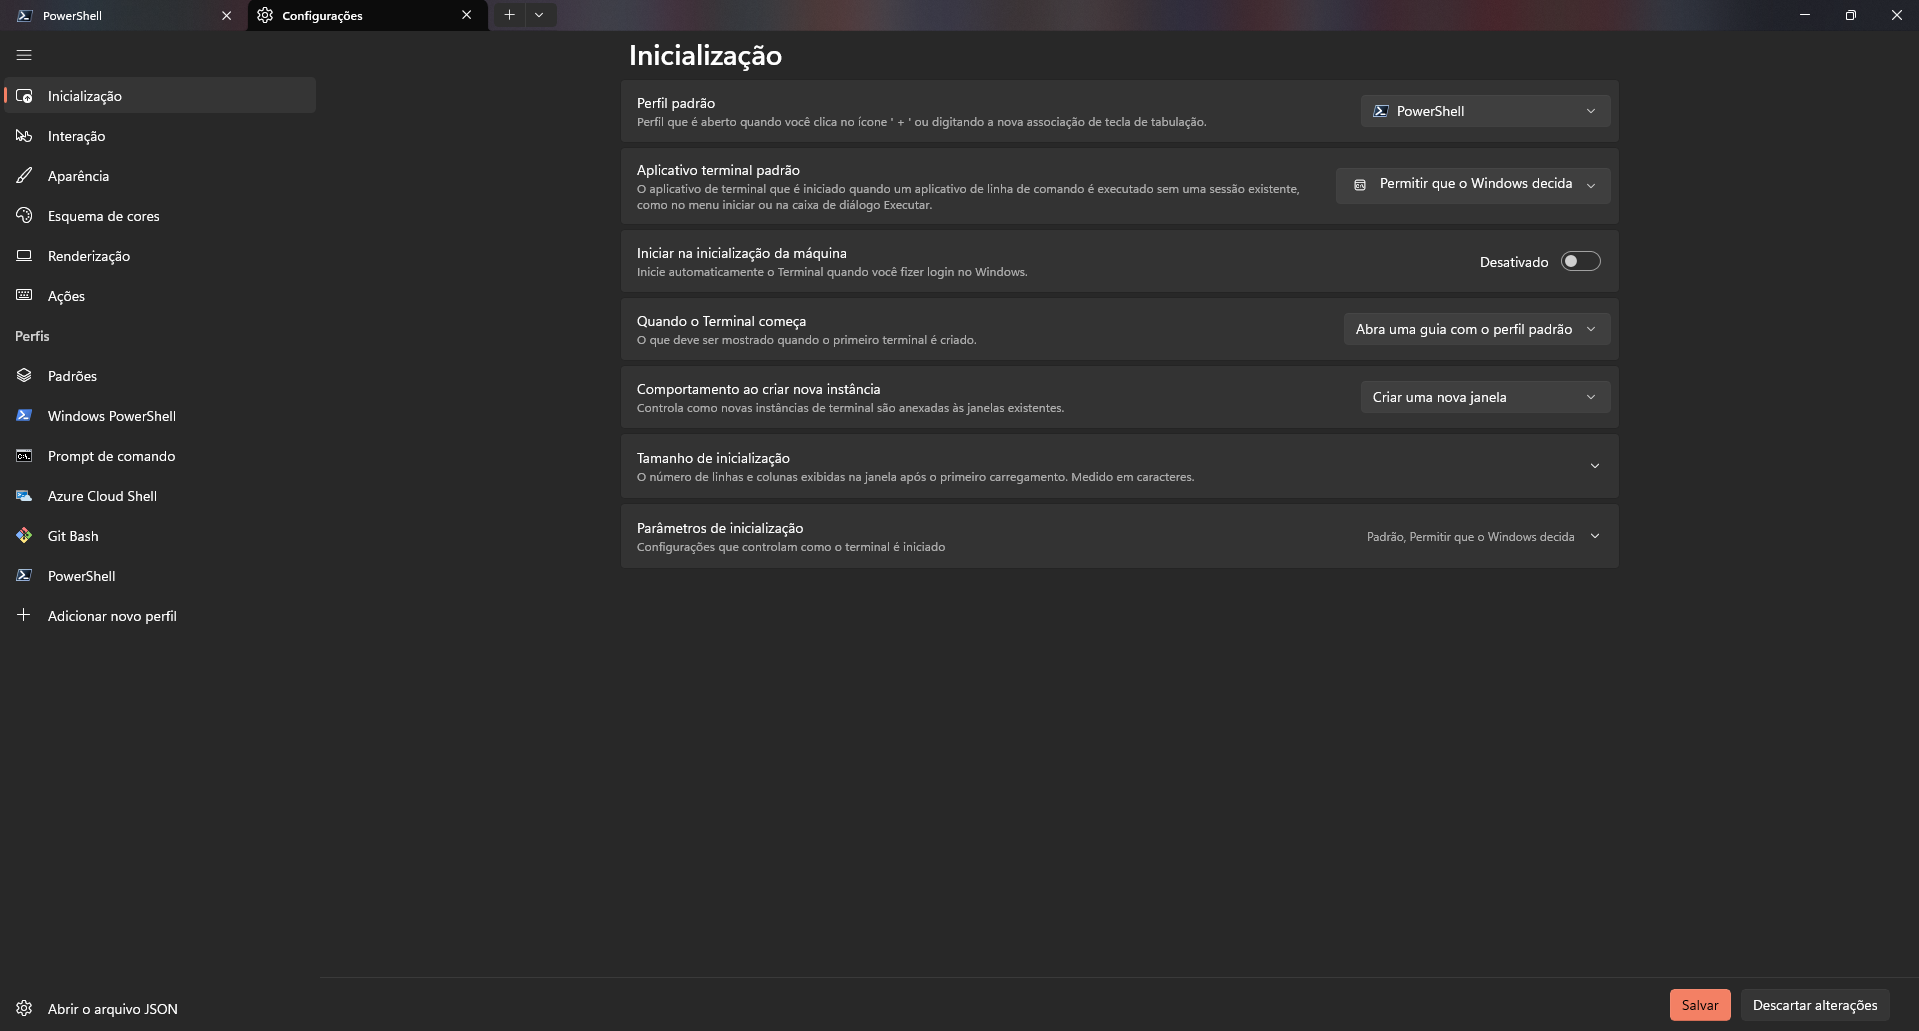 PowerShell
Configurações
Inicialização
Interação
Aparência
Esquema de cores
Renderização
Ações
Perfis
Padrões
Windows PowerShell
Prompt de comando
Azure Cloud Shell
Git Bash
PowerShell
Adicionar novo perfil
Abrir o arquivo JSON
Inicialização
Perfil padrão
Perfil que é aberto quando você clica no ícone ' + ' ou digitando a nova associação de tecla de tabulação.
PowerShell
Aplicativo terminal padrão
O aplicativo de terminal que é iniciado quando um aplicativo de linha de comando é executado sem uma sessão existente,
como no menu iniciar ou na caixa de diálogo Executar.
Permitir que o Windows decida
Iniciar na inicialização da máquina
Inicie automaticamente o Terminal quando você fizer login no Windows.
Desativado
Quando o Terminal começa
O que deve ser mostrado quando o primeiro terminal é criado.
Abra uma guia com o perfil padrão
Comportamento ao criar nova instância
Controla como novas instâncias de terminal são anexadas às janelas existentes.
Criar uma nova janela
Tamanho de inicialização
O número de linhas e colunas exibidas na janela após o primeiro carregamento. Medido em caracteres.
Parâmetros de inicialização
Configurações que controlam como o terminal é iniciado
Padrão, Permitir que o Windows decida
Salvar
Descartar alterações